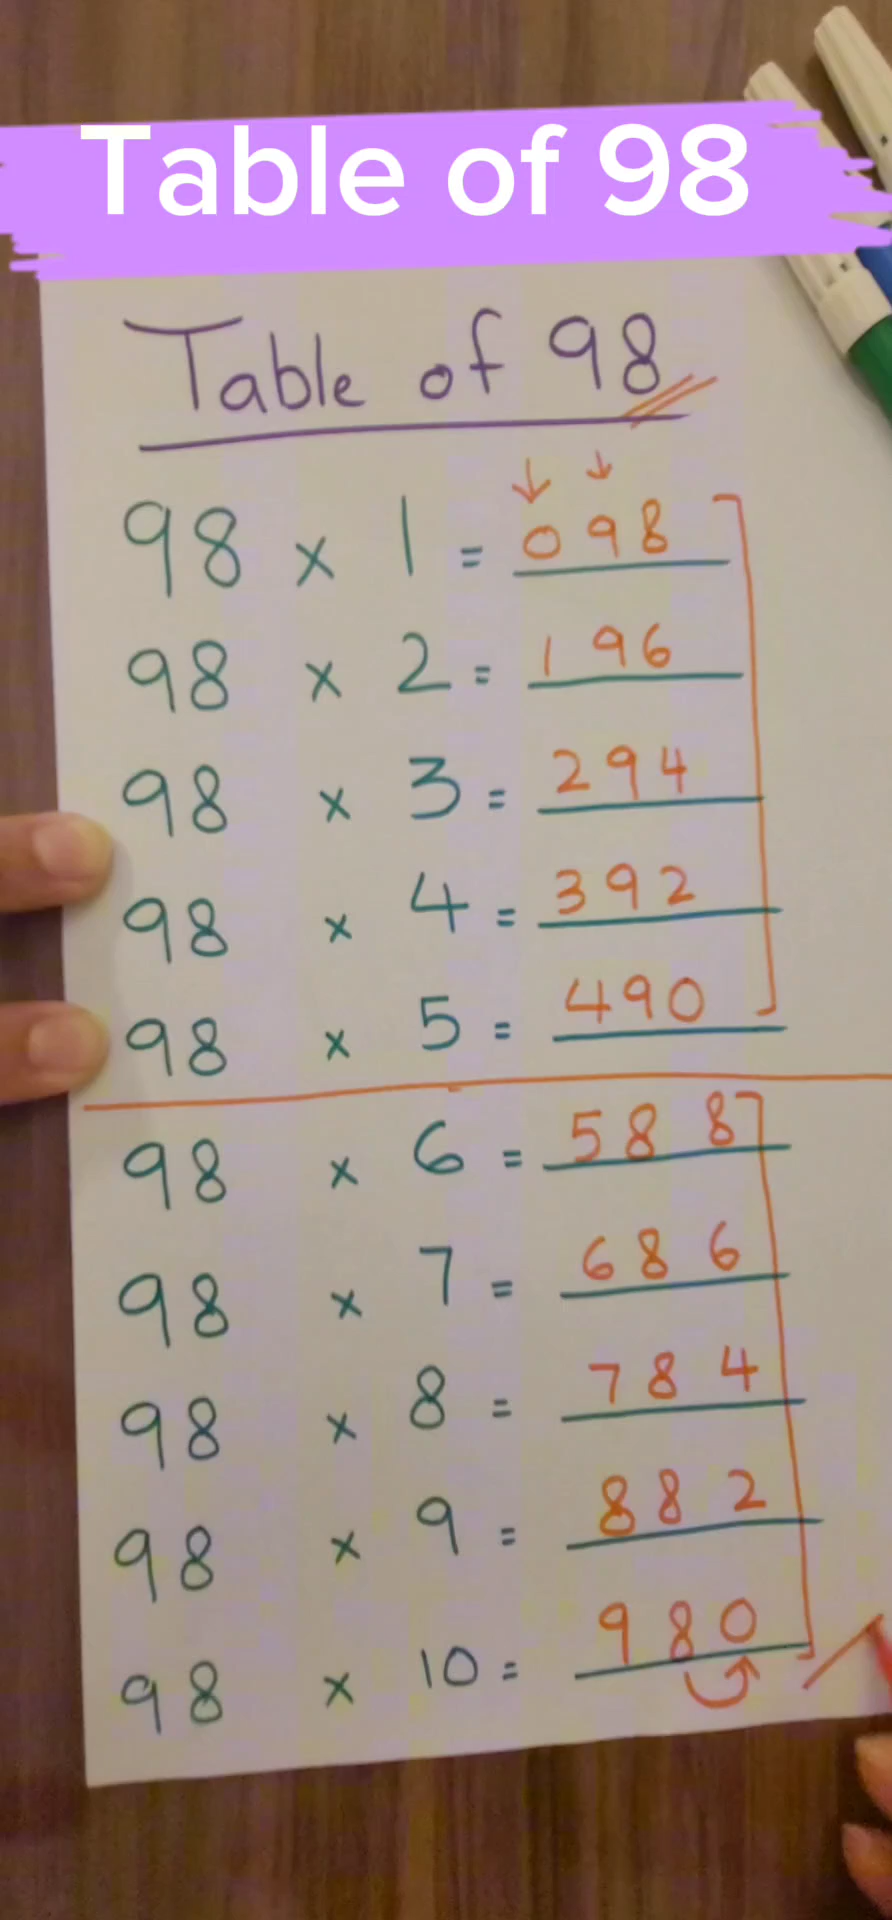 Table of 98
Table of 98
98 x 1 = 098
98 x 2 = 196
98 x 3 = 294
98 x 4 = 392
98 x 5 = 490
98 x 6 = 588
98 x 7 = 686
98 x 8 = 784
98 x 9 = 882
98 x 10 = 980